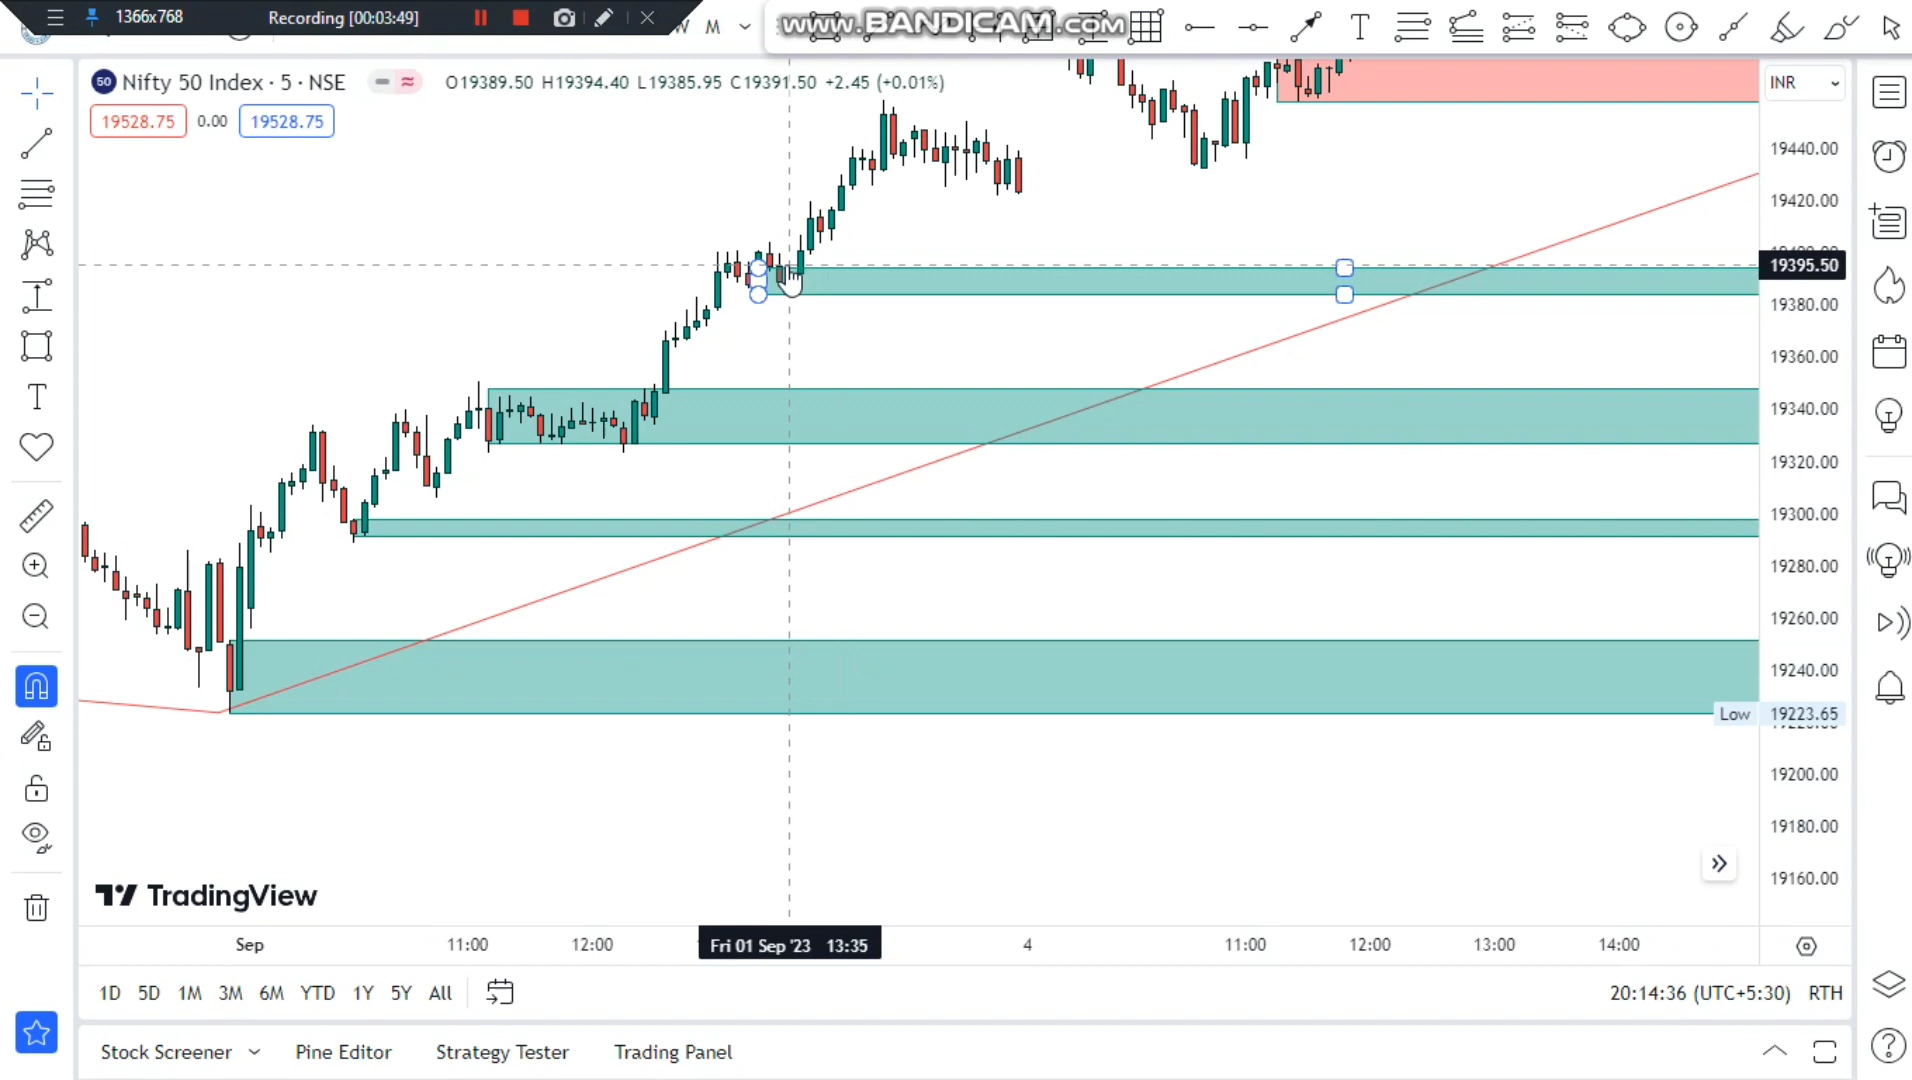 1366x768
Recording [00:03:49]
W M
www.BANDICAM.com
T
50 Nifty 50 Index · 5 · NSE
O19389.50 H19394.40 L19385.95 C19391.50 +2.45 (+0.01%)
INR
19528.75 0.00 19528.75
19440.00
19420.00
19395.50
19380.00
19360.00
19340.00
19320.00
19300.00
19280.00
19260.00
19240.00
Low 19223.65
19200.00
19180.00
19160.00
TradingView
Sep 11:00 12:00 Fri 01 Sep '23 13:35 4 11:00 12:00 13:00 14:00
1D 5D 1M 3M 6M YTD 1Y 5Y All
20:14:36 (UTC+5:30) RTH
Stock Screener Pine Editor Strategy Tester Trading Panel